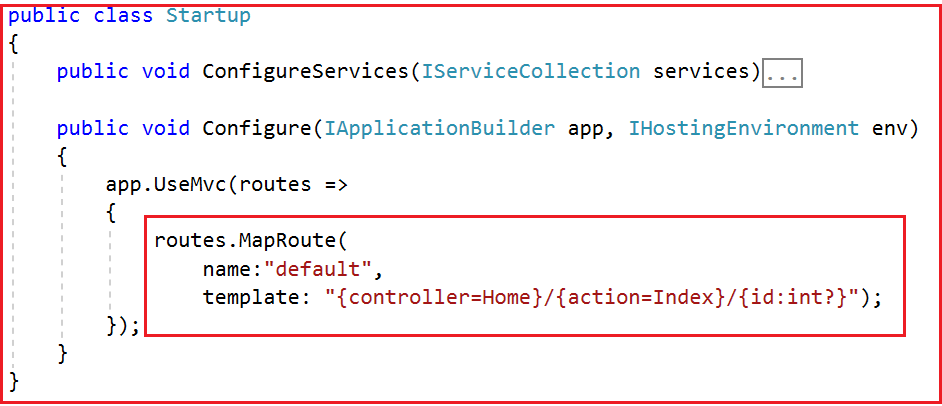 public class Startup
{
public void ConfigureServices(IServiceCollection services)...
public void Configure(IApplicationBuilder app, IHostingEnvironment env)
{
app.UseMvc(routes =>
{
routes.MapRoute(
name:"default",
template: "{controller=Home}/{action=Index}/{id:int?}");
});
}
}